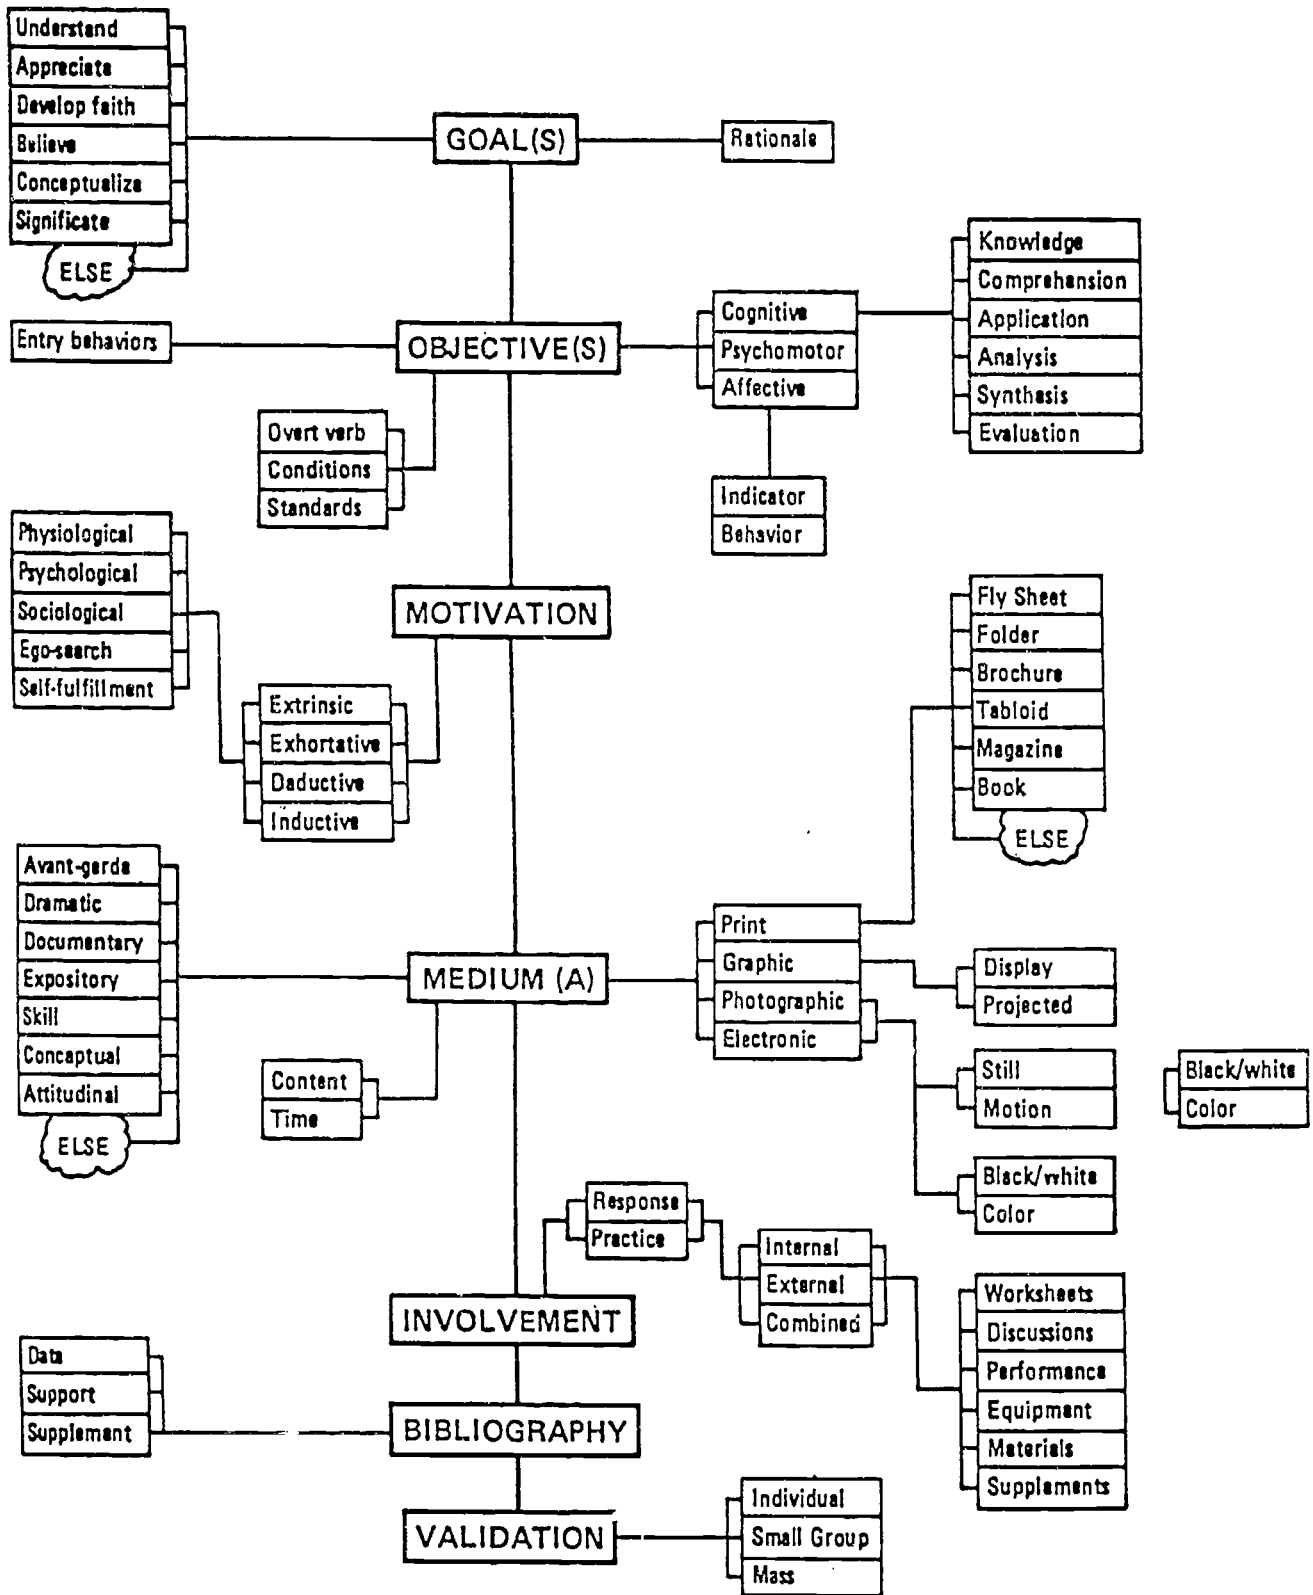 Understand
Appreciate
Develop faith
Believe
Conceptualize
Significate
ELSE
GOAL(S)
Rationale
Entry behaviors
OBJECTIVE(S)
Cognitive
Psychomotor
Affective
Knowledge
Comprehension
Application
Analysis
Synthesis
Evaluation
Overt verb
Conditions
Standards
Indicator
Behavior
Physiological
Psychological
Sociological
Ego-search
Self-fulfillment
MOTIVATION
Extrinsic
Exhortative
Deductive
Inductive
Fly Sheet
Folder
Brochure
Tabloid
Magazine
Book
ELSE
Avant-garde
Dramatic
Documentary
Expository
Skill
Conceptual
Attitudinal
ELSE
MEDIUM (A)
Content
Time
Print
Graphic
Photographic
Electronic
Display
Projected
Still
Motion
Black/white
Color
Black/white
Color
Response
Practice
Internal
External
Combined
INVOLVEMENT
Worksheets
Discussions
Performance
Equipment
Materials
Supplements
Data
Support
Supplement
BIBLIOGRAPHY
VALIDATION
Individual
Small Group
Mass